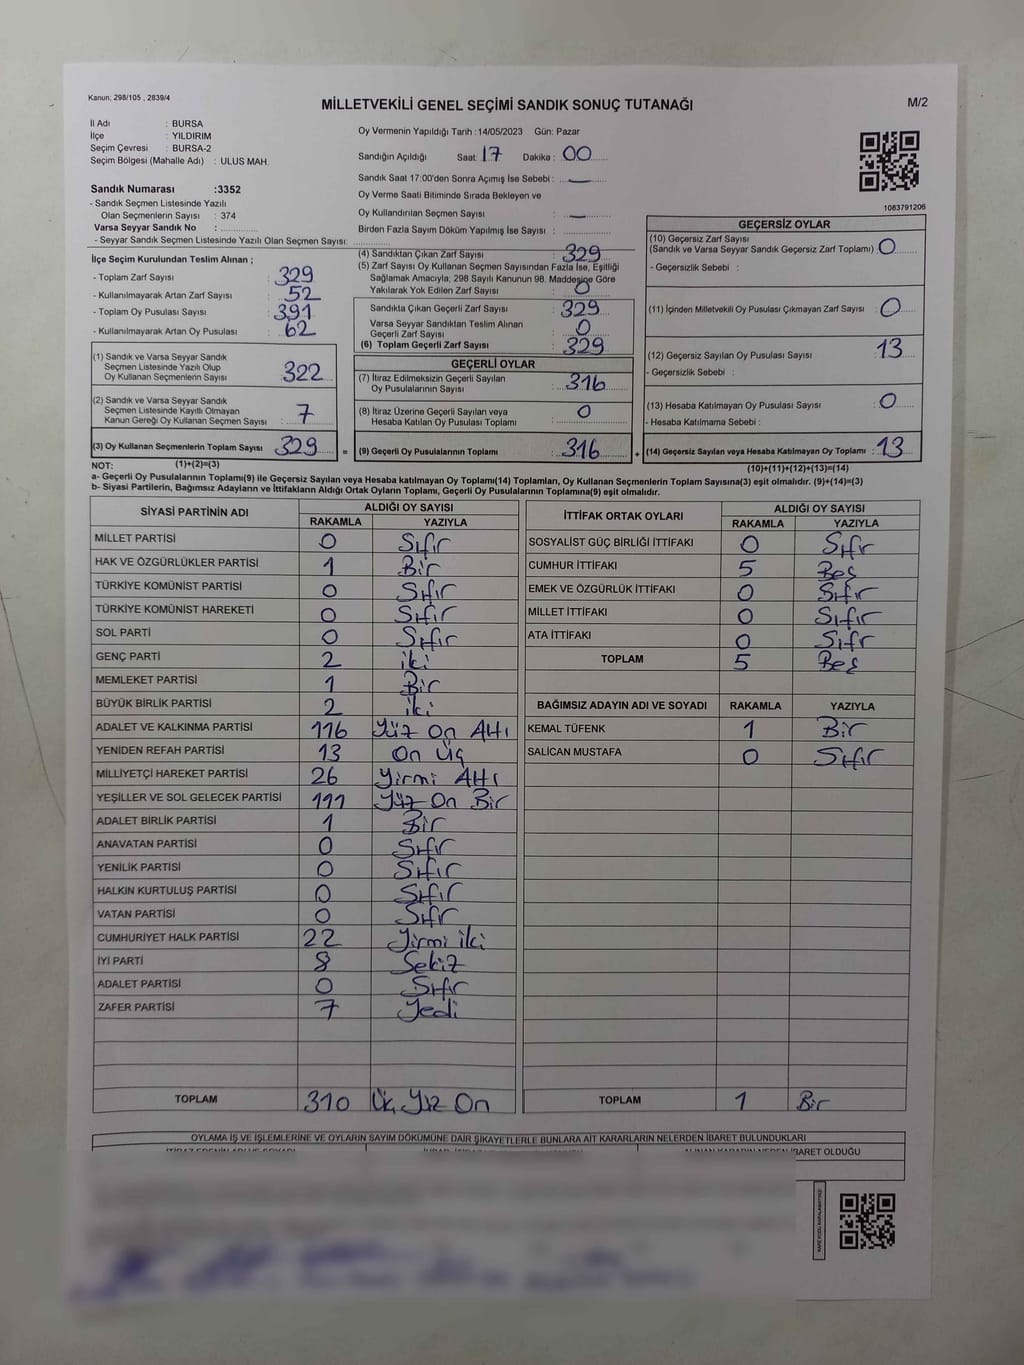 Kanun, 298/105 , 2839/4
MİLLETVEKİLİ GENEL SEÇİMİ SANDIK SONUÇ TUTANAĞI
M/2
İl Adı : BURSA
İlçe : YILDIRIM
Seçim Çevresi : BURSA-2
Seçim Bölgesi (Mahalle Adı) : ULUS MAH.
Oy Vermenin Yapıldığı Tarih :14/05/2023 Gün: Pazar
Sandığın Açıldığı Saat: 17 Dakika : 00
Sandık Saat 17:00'den Sonra Açımış İse Sebebi : —
Oy Verme Saati Bitiminde Sırada Bekleyen ve
Oy Kullandırılan Seçmen Sayısı : —
Birden Fazla Sayım Döküm Yapılmış İse Sayısı :
1083791206
Sandık Numarası :3352
- Sandık Seçmen Listesinde Yazılı
Olan Seçmenlerin Sayısı : 374
Varsa Seyyar Sandık No :
- Seyyar Sandık Seçmen Listesinde Yazılı Olan Seçmen Sayısı:
İlçe Seçim Kurulundan Teslim Alınan ;
- Toplam Zarf Sayısı : 329
- Kullanılmayarak Artan Zarf Sayısı : 52
- Toplam Oy Pusulası Sayısı : 391
- Kullanılmayarak Artan Oy Pusulası : 62
(1) Sandık ve Varsa Seyyar Sandık
Seçmen Listesinde Yazılı Olup
Oy Kullanan Seçmenlerin Sayısı : 322
(2) Sandık ve Varsa Seyyar Sandık
Seçmen Listesinde Kayıtlı Olmayan
Kanun Gereği Oy Kullanan Seçmen Sayısı : 7
(3) Oy Kullanan Seçmenlerin Toplam Sayısı : 329 =
(4) Sandıktan Çıkan Zarf Sayısı : 329
(5) Zarf Sayısı Oy Kullanan Seçmen Sayısından Fazla İse, Eşitliği
Sağlamak Amacıyla; 298 Sayılı Kanunun 98. Maddesine Göre
Yakılarak Yok Edilen Zarf Sayısı : 0
Sandıkta Çıkan Geçerli Zarf Sayısı : 329
Varsa Seyyar Sandıktan Teslim Alınan
Geçerli Zarf Sayısı : 0
(6) Toplam Geçerli Zarf Sayısı : 329
GEÇERLİ OYLAR
(7) İtiraz Edilmeksizin Geçerli Sayılan
Oy Pusulalarının Sayısı : 316
(8) İtiraz Üzerine Geçerli Sayılan veya
Hesaba Katılan Oy Pusulası Toplamı : 0
(9) Geçerli Oy Pusulalarının Toplamı : 316 +
GEÇERSİZ OYLAR
(10) Geçersiz Zarf Sayısı
(Sandık ve Varsa Seyyar Sandık Geçersiz Zarf Toplamı) : 0
- Geçersizlik Sebebi :
(11) İçinden Milletvekili Oy Pusulası Çıkmayan Zarf Sayısı : 0
(12) Geçersiz Sayılan Oy Pusulası Sayısı : 13
- Geçersizlik Sebebi :
(13) Hesaba Katılmayan Oy Pusulası Sayısı : 0
- Hesaba Katılmama Sebebi :
(14) Geçersiz Sayılan veya Hesaba Katılmayan Oy Toplamı : 13
NOT: (1)+(2)=(3) (10)+(11)+(12)+(13)=(14)
a- Geçerli Oy Pusulalarının Toplamı(9) ile Geçersiz Sayılan veya Hesaba katılmayan Oy Toplamı(14) Toplamları, Oy Kullanan Seçmenlerin Toplam Sayısına(3) eşit olmalıdır. (9)+(14)=(3)
b- Siyasi Partilerin, Bağımsız Adayların ve İttifakların Aldığı Ortak Oyların Toplamı, Geçerli Oy Pusulalarının Toplamına(9) eşit olmalıdır.
SİYASİ PARTİNİN ADI ALDIĞI OY SAYISI
RAKAMLA YAZIYLA
MİLLET PARTİSİ 0 Sıfır
HAK VE ÖZGÜRLÜKLER PARTİSİ 1 Bir
TÜRKİYE KOMÜNİST PARTİSİ 0 Sıfır
TÜRKİYE KOMÜNİST HAREKETİ 0 Sıfır
SOL PARTİ 0 Sıfır
GENÇ PARTİ 2 iki
MEMLEKET PARTİSİ 1 Bir
BÜYÜK BİRLİK PARTİSİ 2 iki
ADALET VE KALKINMA PARTİSİ 116 Yüz On Altı
YENİDEN REFAH PARTİSİ 13 On Üç
MİLLİYETÇİ HAREKET PARTİSİ 26 Yirmi Altı
YEŞİLLER VE SOL GELECEK PARTİSİ 111 Yüz On Bir
ADALET BİRLİK PARTİSİ 1 Bir
ANAVATAN PARTİSİ 0 Sıfır
YENİLİK PARTİSİ 0 Sıfır
HALKIN KURTULUŞ PARTİSİ 0 Sıfır
VATAN PARTİSİ 0 Sıfır
CUMHURİYET HALK PARTİSİ 22 Yirmi iki
İYİ PARTİ 8 Sekiz
ADALET PARTİSİ 0 Sıfır
ZAFER PARTİSİ 7 Yedi
TOPLAM 310 Üç Yüz On
İTTİFAK ORTAK OYLARI ALDIĞI OY SAYISI
RAKAMLA YAZIYLA
SOSYALİST GÜÇ BİRLİĞİ İTTİFAKI 0 Sıfır
CUMHUR İTTİFAKI 5 Beş
EMEK VE ÖZGÜRLÜK İTTİFAKI 0 Sıfır
MİLLET İTTİFAKI 0 Sıfır
ATA İTTİFAKI 0 Sıfır
TOPLAM 5 Beş
BAĞIMSIZ ADAYIN ADI VE SOYADI RAKAMLA YAZIYLA
KEMAL TÜFENK 1 Bir
SALİCAN MUSTAFA 0 Sıfır
TOPLAM 1 Bir
OYLAMA İŞ VE İŞLEMLERİNE VE OYLARIN SAYIM DÖKÜMÜNE DAİR ŞİKAYETLERLE BUNLARA AİT KARARLARIN NELERDEN İBARET BULUNDUKLARI
İBARET OLDUĞU